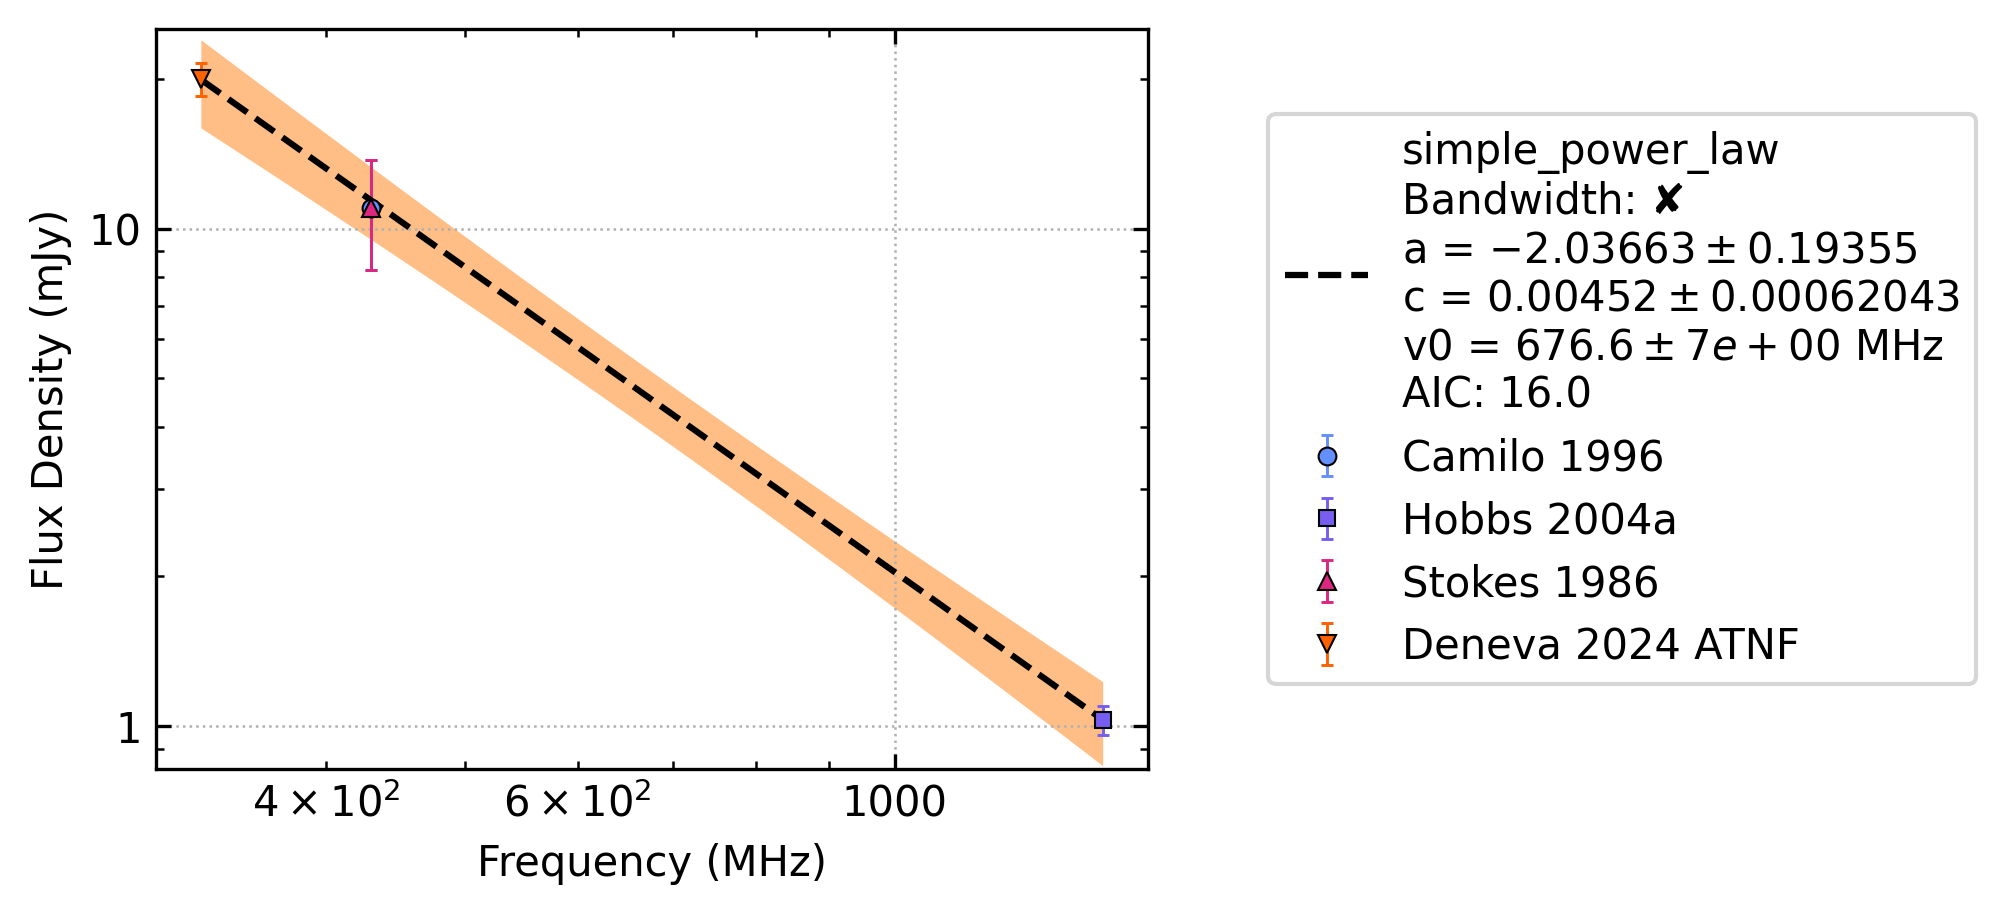 10
1
Flux Density (mJy)
4 × 10²
6 × 10²
1000
Frequency (MHz)
simple_power_law
Bandwidth: ✘
a = −2.03663 ± 0.19355
c = 0.00452 ± 0.00062043
v0 = 676.6 ± 7e + 00 MHz
AIC: 16.0
Camilo 1996
Hobbs 2004a
Stokes 1986
Deneva 2024 ATNF